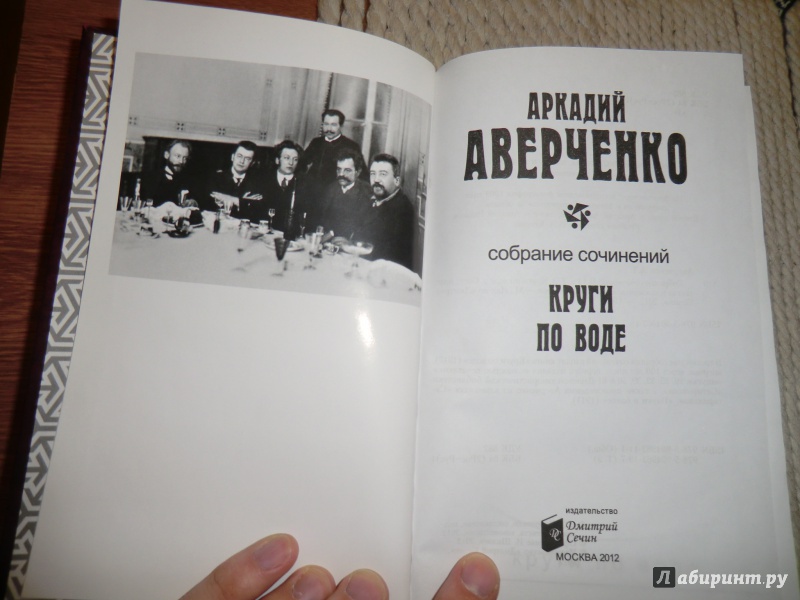 АРКАДИЙ
АВЕРЧЕНКО
собрание сочинений
КРУГИ
ПО ВОДЕ
издательство
Дмитрий
Сечин
МОСКВА 2012
Лабиринт.ру